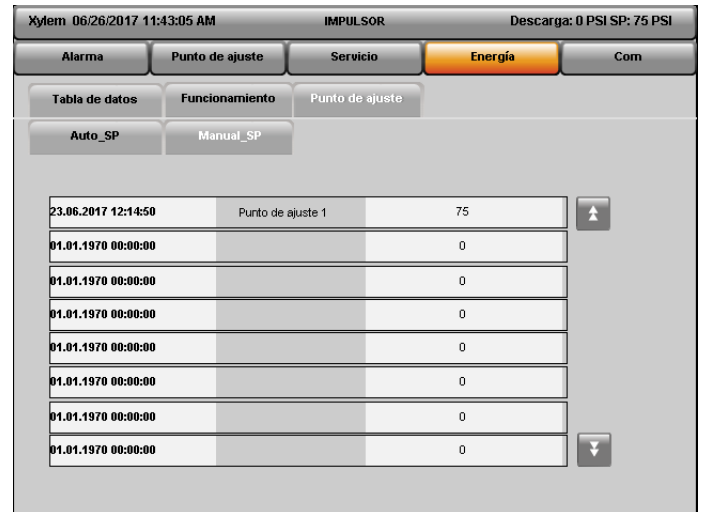 Xylem 06/26/2017 11:43:05 AM IMPULSOR Descarga: 0 PSI SP: 75 PSI
Alarma Punto de ajuste Servicio Energía Com
Tabla de datos Funcionamiento Punto de ajuste
Auto_SP Manual_SP
23.06.2017 12:14:50 Punto de ajuste 1 75
01.01.1970 00:00:00 0
01.01.1970 00:00:00 0
01.01.1970 00:00:00 0
01.01.1970 00:00:00 0
01.01.1970 00:00:00 0
01.01.1970 00:00:00 0
01.01.1970 00:00:00 0